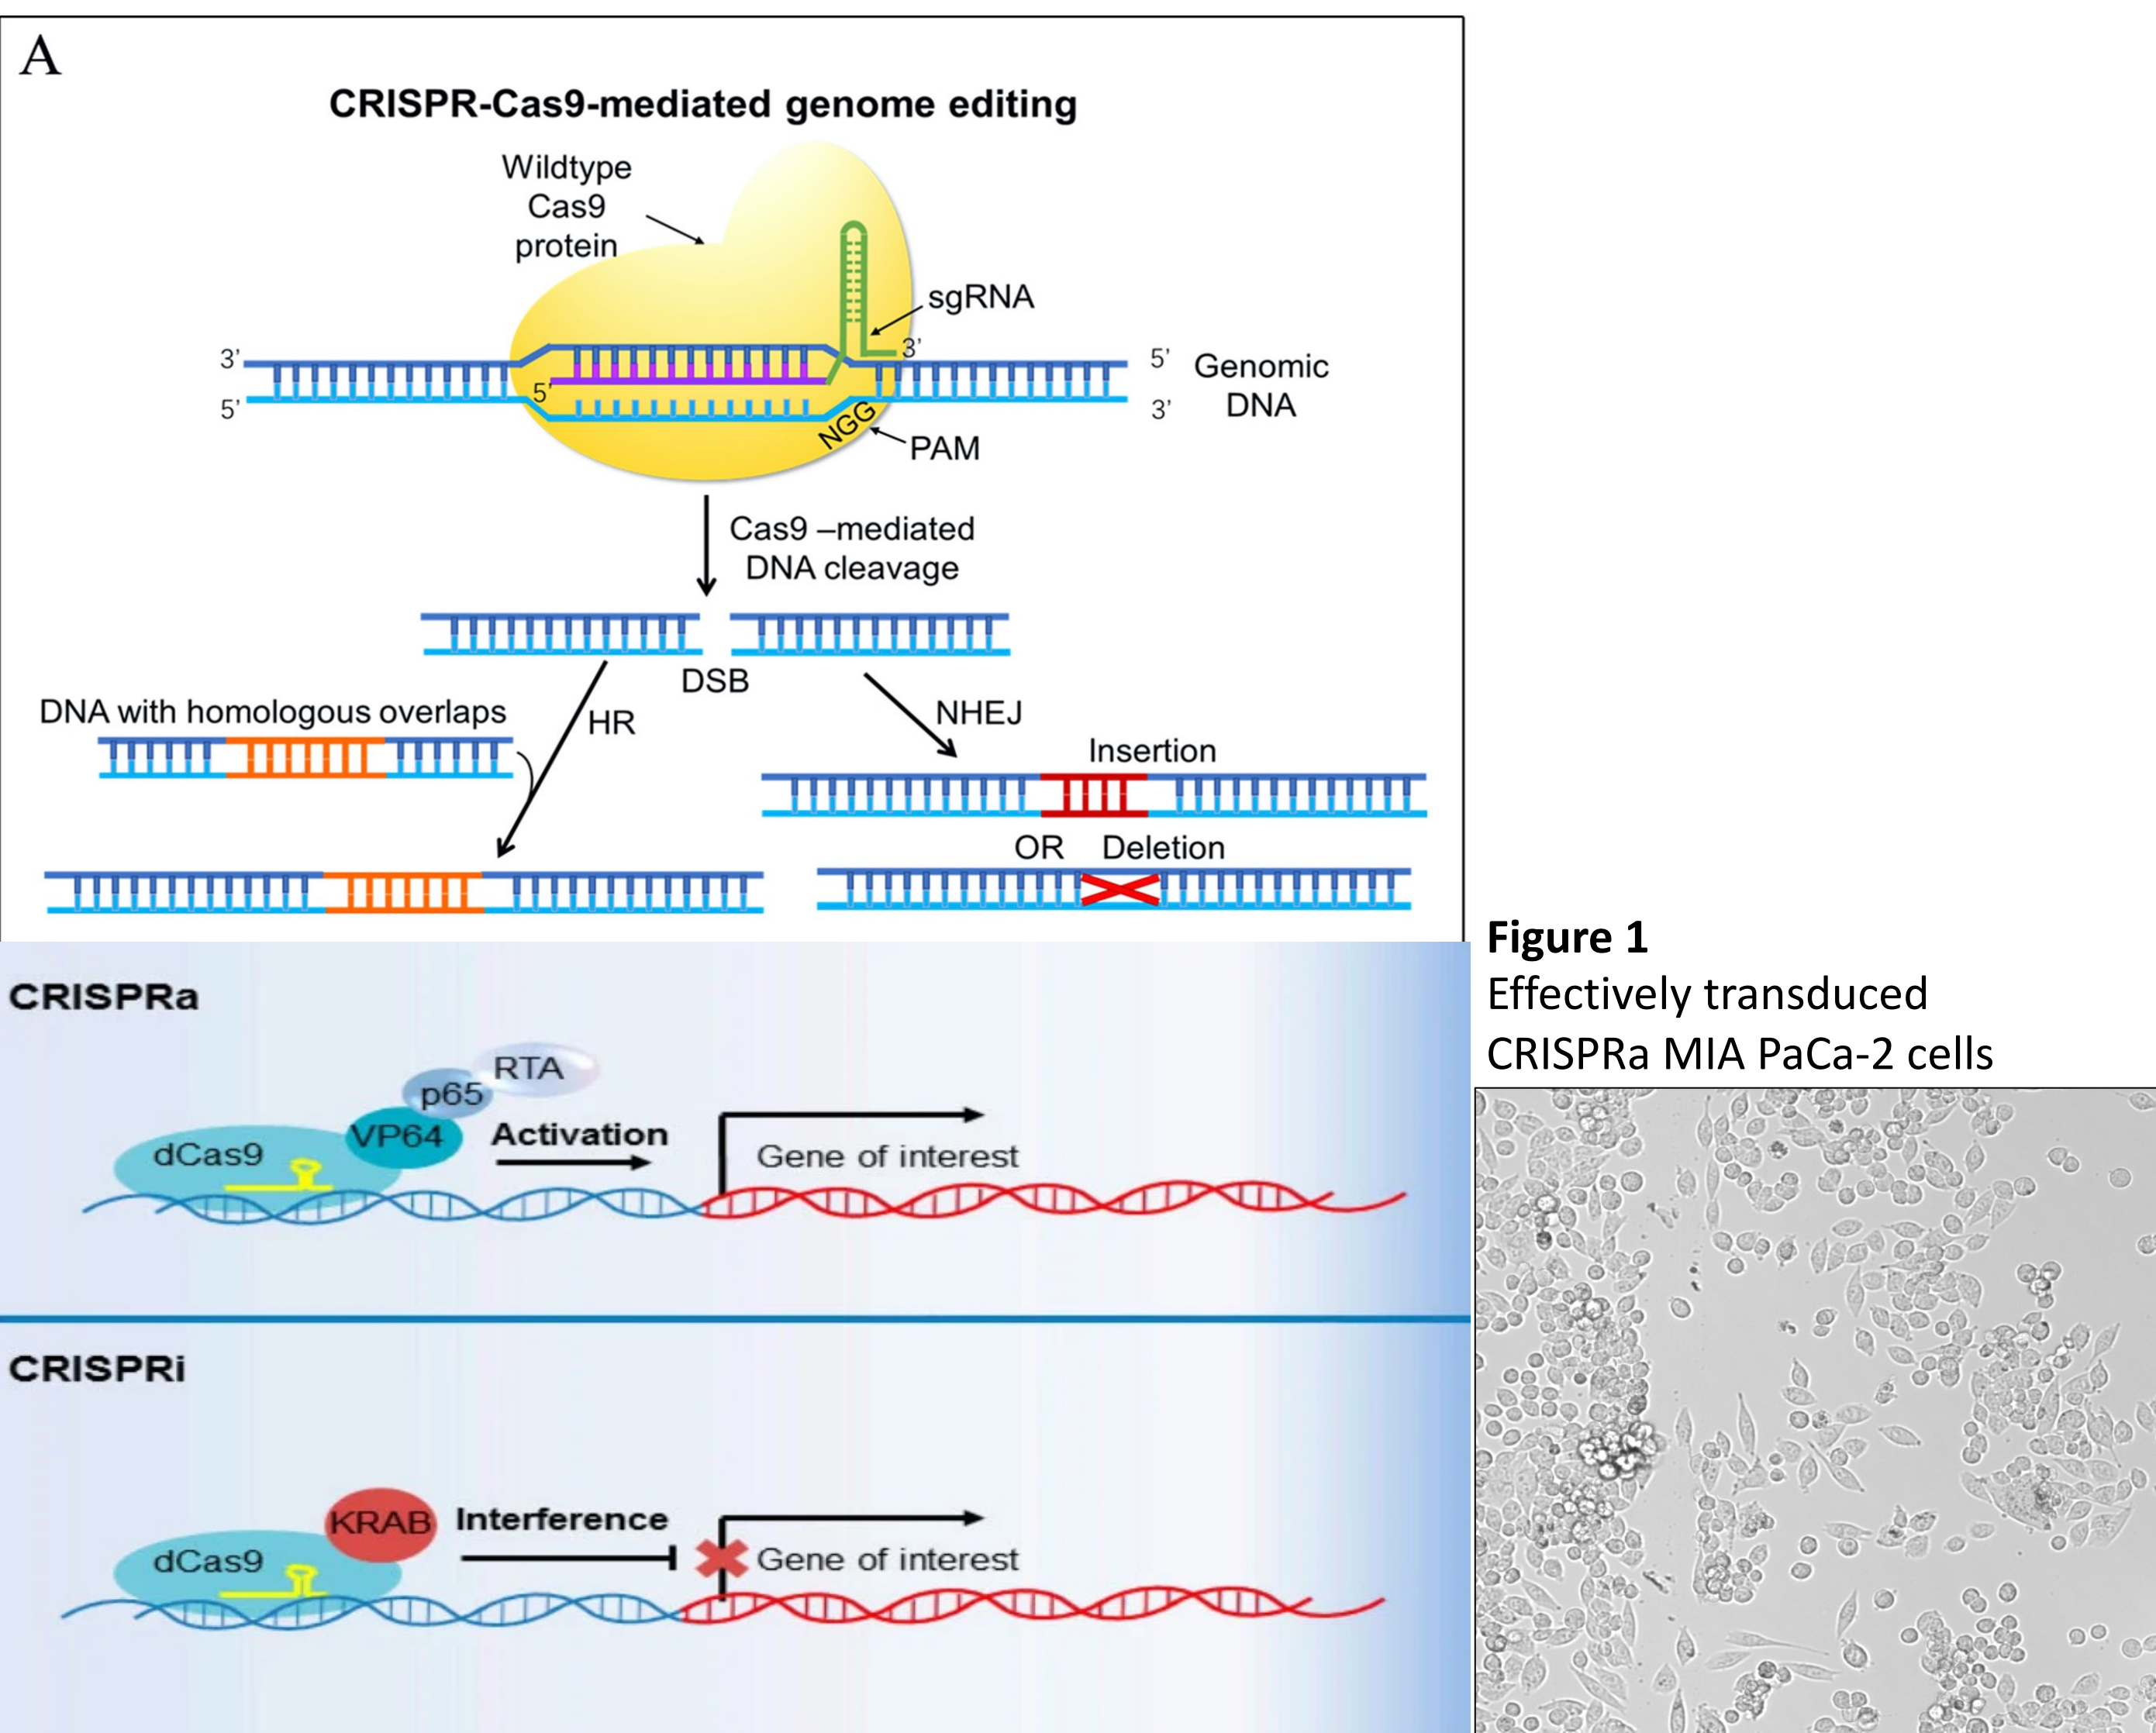 A
CRISPR-Cas9-mediated genome editing
Wildtype
Cas9
protein
sgRNA
3’
3’
5’
Genomic
DNA
5’
5’
3’
NGG
PAM
Cas9 –mediated
DNA cleavage
DSB
DNA with homologous overlaps
HR
NHEJ
Insertion
OR Deletion
CRISPRa
RTA
p65
VP64
dCas9
Activation
Gene of interest
CRISPRi
KRAB
Interference
dCas9
Gene of interest
Figure 1
Effectively transduced
CRISPRa MIA PaCa-2 cells